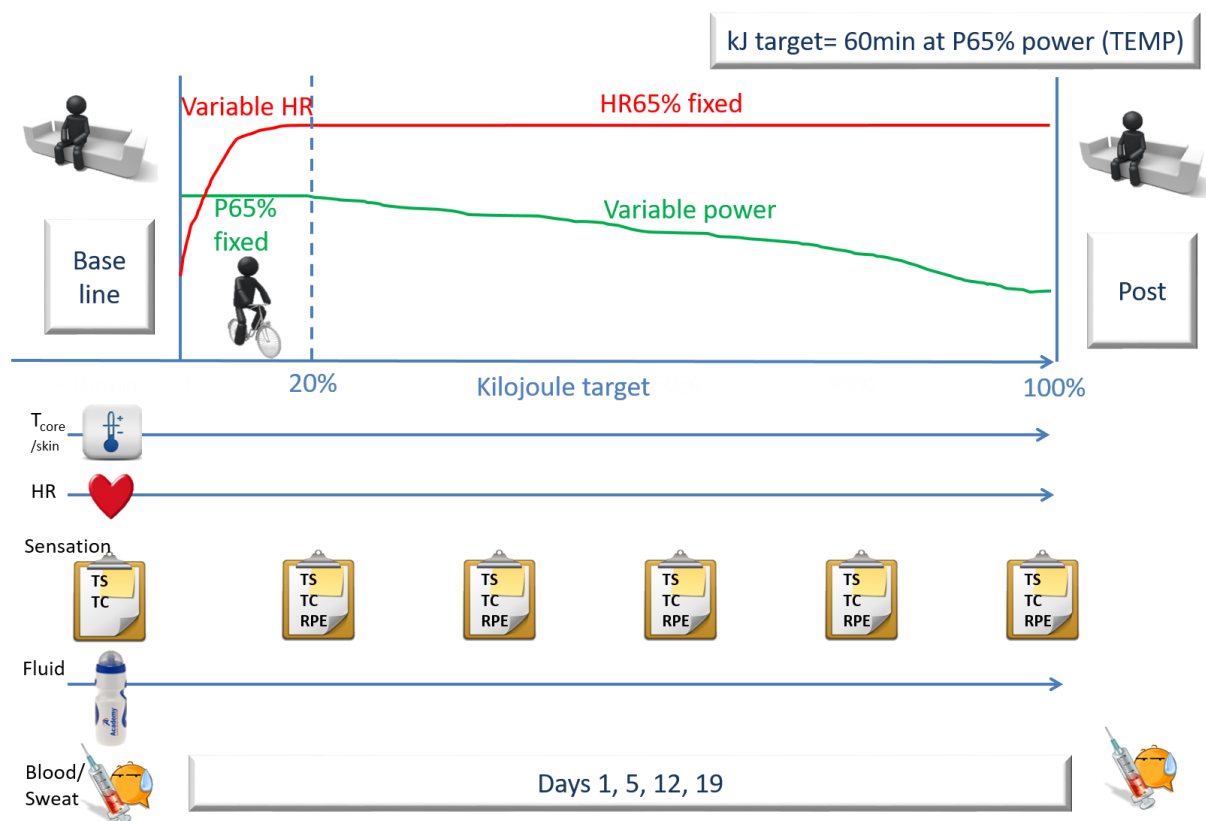 kJ target= 60min at P65% power (TEMP)
Variable HR
HR65% fixed
P65%
fixed
Variable power
Base
line
Post
20%
Kilojoule target
100%
Tcore
/skin
HR
Sensation
TS
TC
TS
TC
RPE
TS
TC
RPE
TS
TC
RPE
TS
TC
RPE
TS
TC
RPE
Fluid
Academy
Blood/
Sweat
Days 1, 5, 12, 19